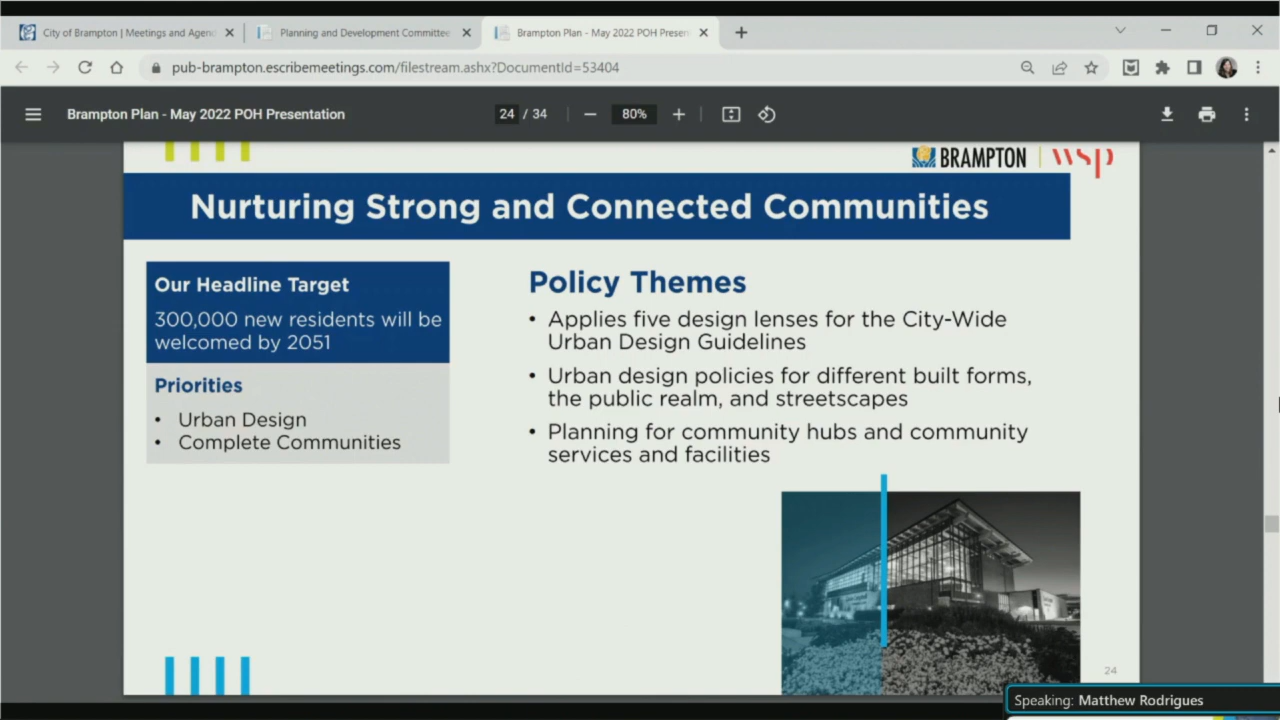 City of Brampton | Meetings and Agen
Planning and Development Committee
Brampton Plan - May 2022 POH Presen
pub-brampton.escribemeetings.com/filestream.ashx?DocumentId=53404
Brampton Plan - May 2022 POH Presentation
24 / 34
80%
BRAMPTON
wsp
Nurturing Strong and Connected Communities
Our Headline Target
300,000 new residents will be
welcomed by 2051
Priorities
• Urban Design
• Complete Communities
Policy Themes
• Applies five design lenses for the City-Wide
Urban Design Guidelines
• Urban design policies for different built forms,
the public realm, and streetscapes
• Planning for community hubs and community
services and facilities
24
Speaking: Matthew Rodrigues